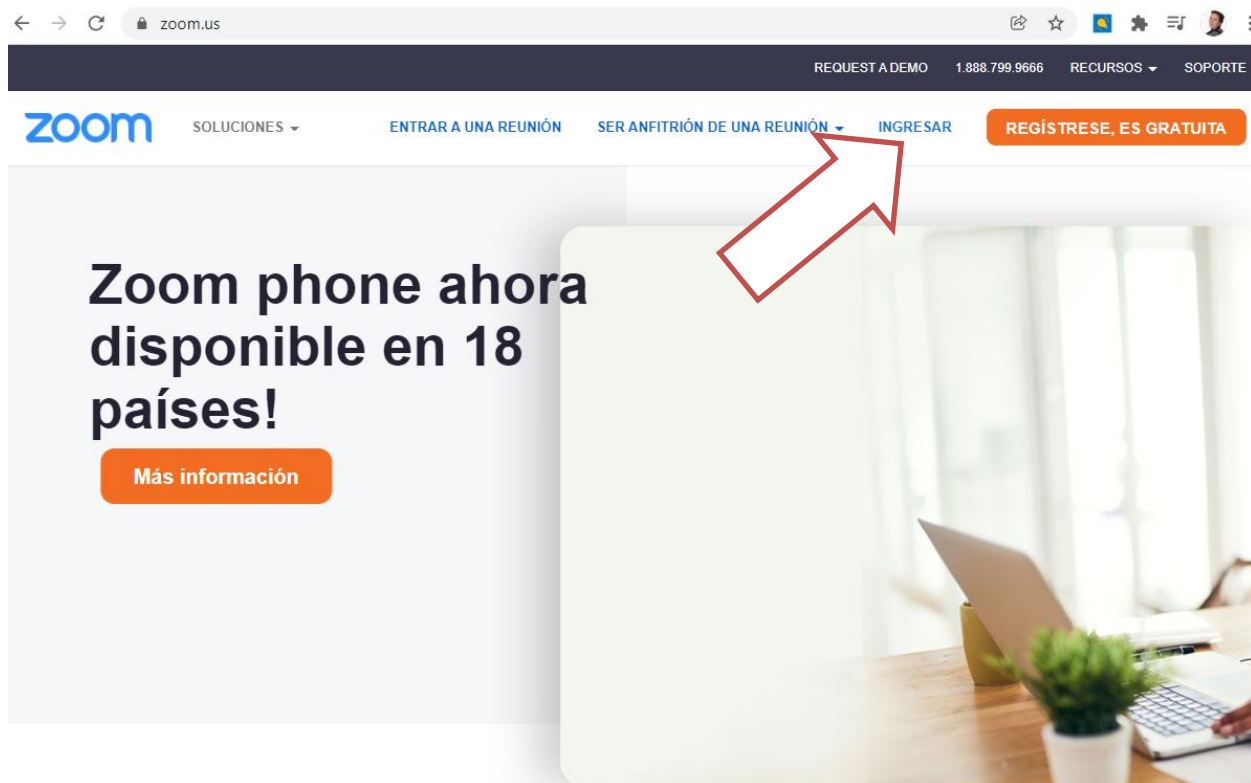 zoom.us
REQUEST A DEMO 1.888.799.9666 RECURSOS SOPORTE
zoom SOLUCIONES ENTRAR A UNA REUNIÓN SER ANFITRIÓN DE UNA REUNIÓN INGRESAR REGÍSTRESE, ES GRATUITA
Zoom phone ahora
disponible en 18
países!
Más información